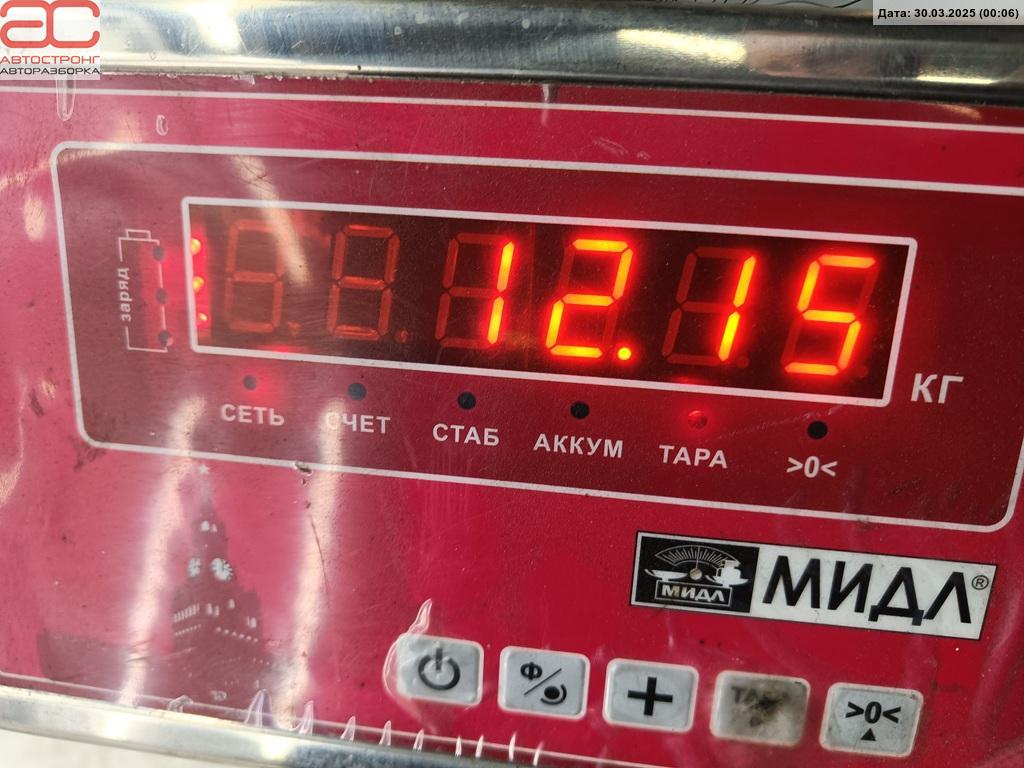 Дата: 30.03.2025 (00:06)
АС
АВТОСТРОНГ
АВТОРАЗБОРКА
заряд
12.15
КГ
СЕТЬ СЧЕТ СТАБ АККУМ ТАРА >0<
МИДЛ МИДЛ®
Ф/ + >0<